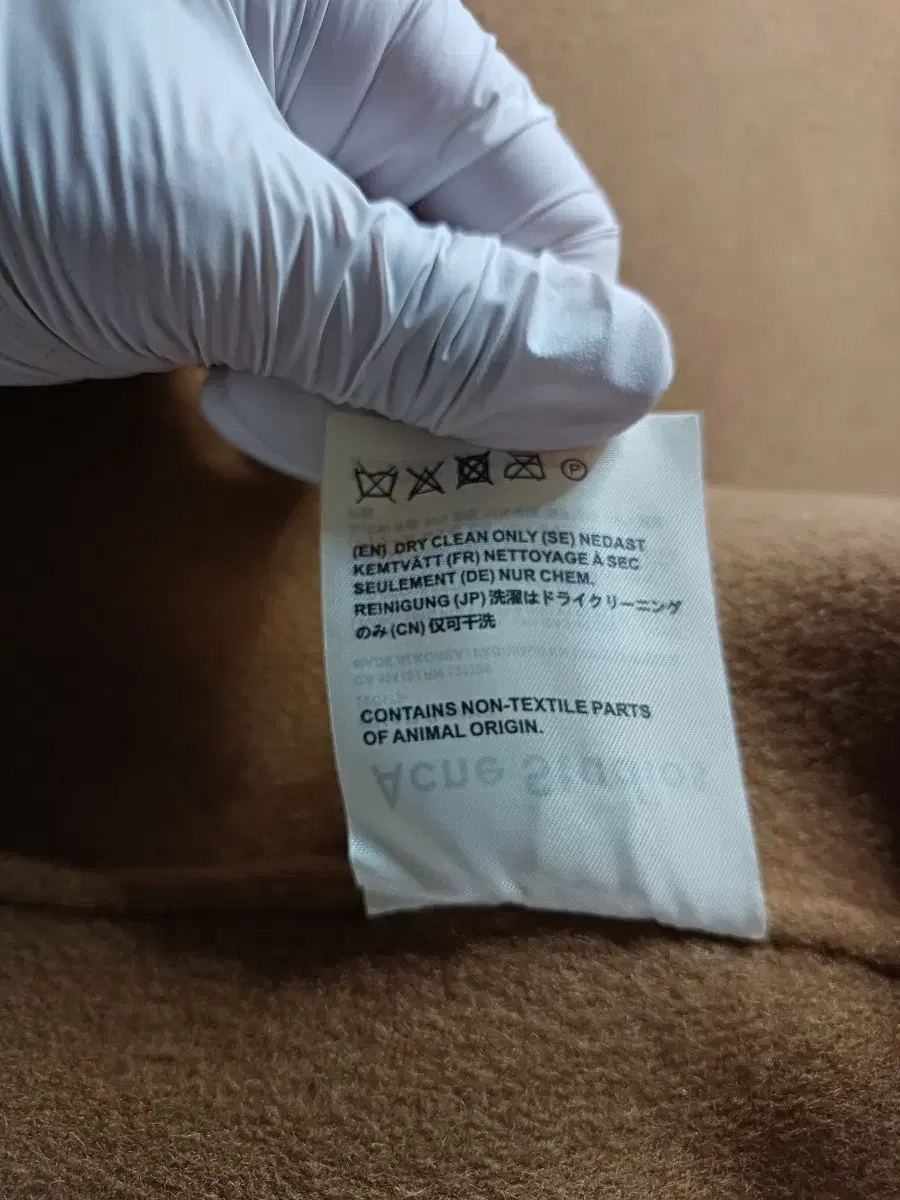 P
(EN) DRY CLEAN ONLY (SE) NEDAST
KEMTVÄTT (FR) NETTOYAGE À SEC
SEULEMENT (DE) NUR CHEM.
REINIGUNG (JP) 洗濯はドライクリーニング
のみ (CN) 仅可干洗
CONTAINS NON-TEXTILE PARTS
OF ANIMAL ORIGIN.
Acne Studios